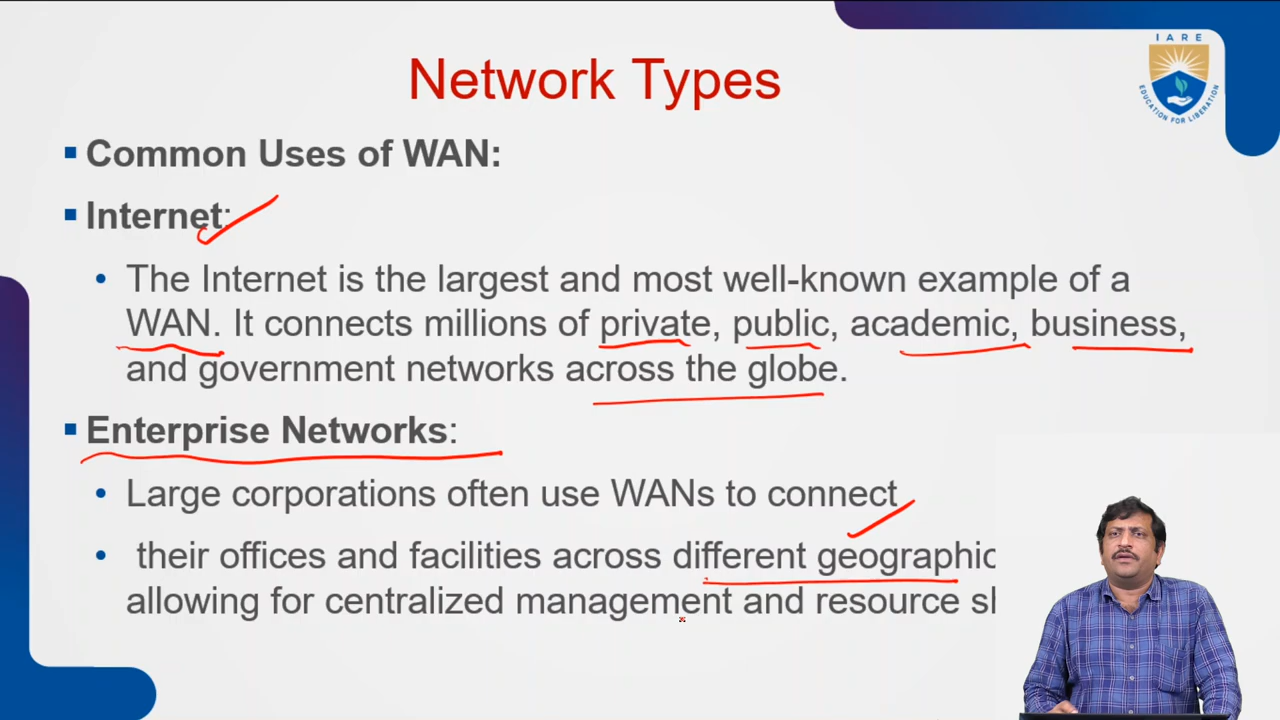 IARE
EDUCATION FOR LIBERATION
Network Types
Common Uses of WAN:
Internet:
The Internet is the largest and most well-known example of a
WAN. It connects millions of private, public, academic, business,
and government networks across the globe.
Enterprise Networks:
Large corporations often use WANs to connect
their offices and facilities across different geographic
allowing for centralized management and resource